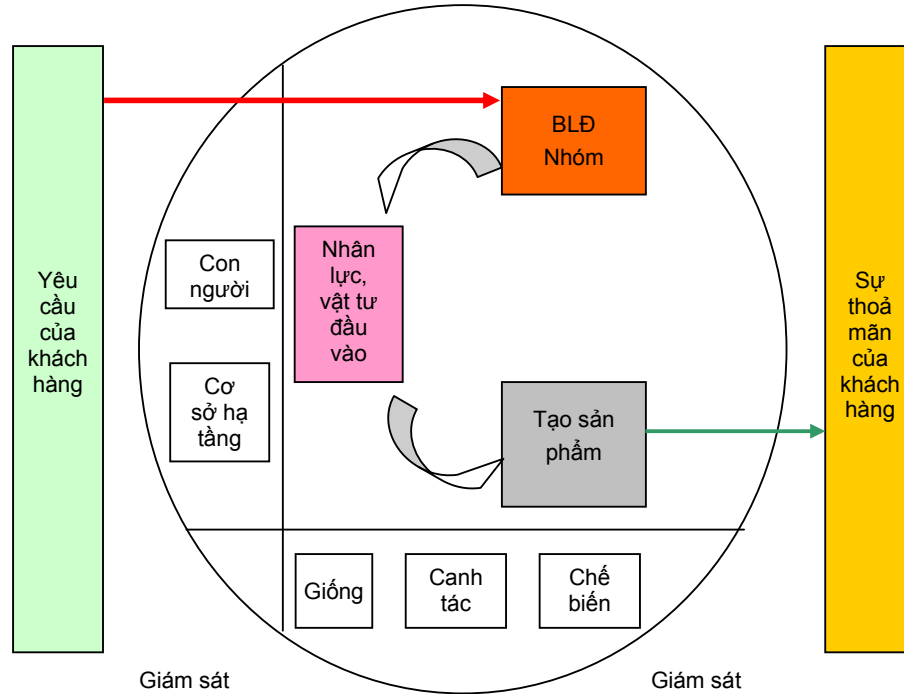 Yêu
cầu
của
khách
hàng
BLĐ
Nhóm
Con
người
Nhân
lực,
vật tư
đầu
vào
Cơ
sở hạ
tầng
Tạo sản
phẩm
Sự
thoả
mãn
của
khách
hàng
Giống
Canh
tác
Chế
biến
Giám sát
Giám sát